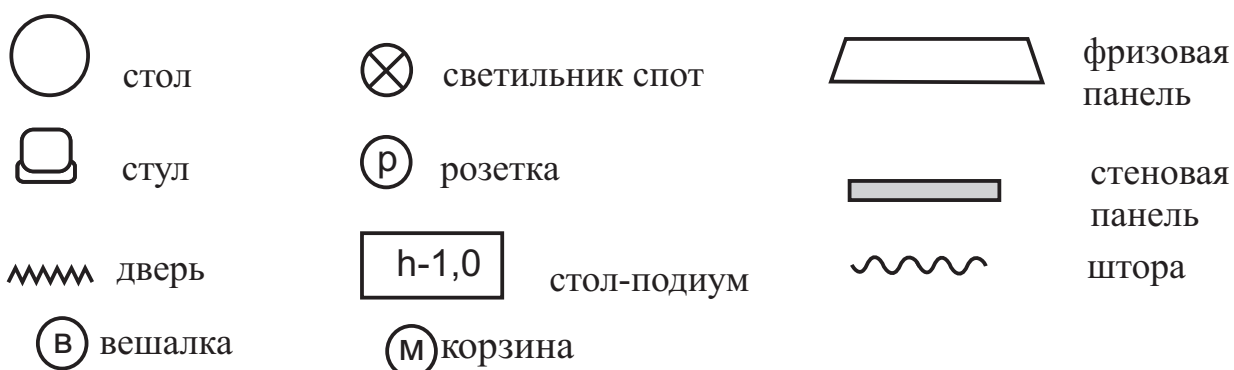 стол
светильник спот
фризовая
панель
стул
р
розетка
стеновая
панель
дверь
h-1,0
стол-подиум
штора
в
вешалка
м
корзина